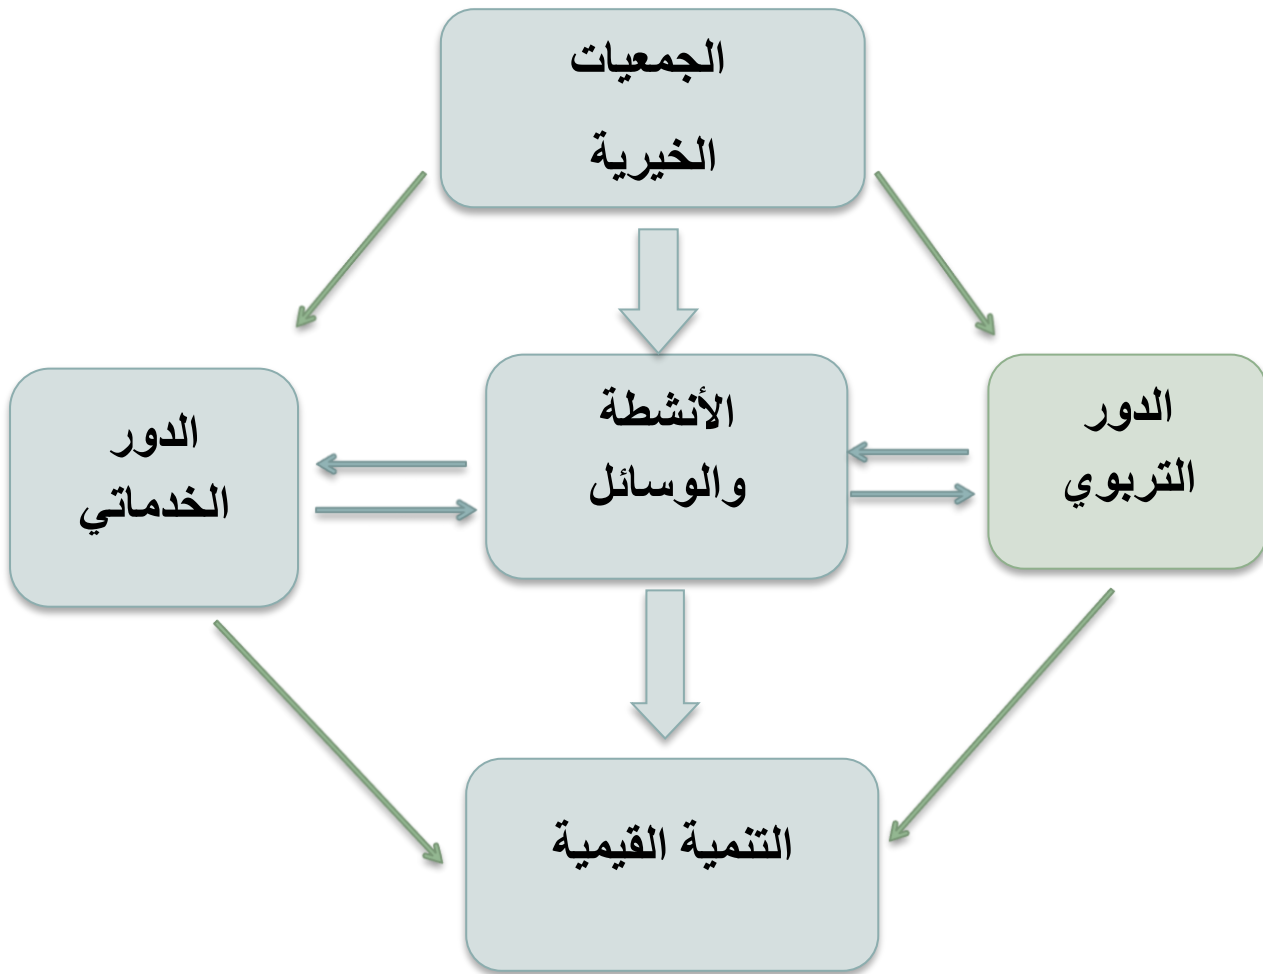 الجمعيات
الخيرية
الدور
التربوي
الأنشطة
والوسائل
الدور
الخدماتي
التنمية القيمية